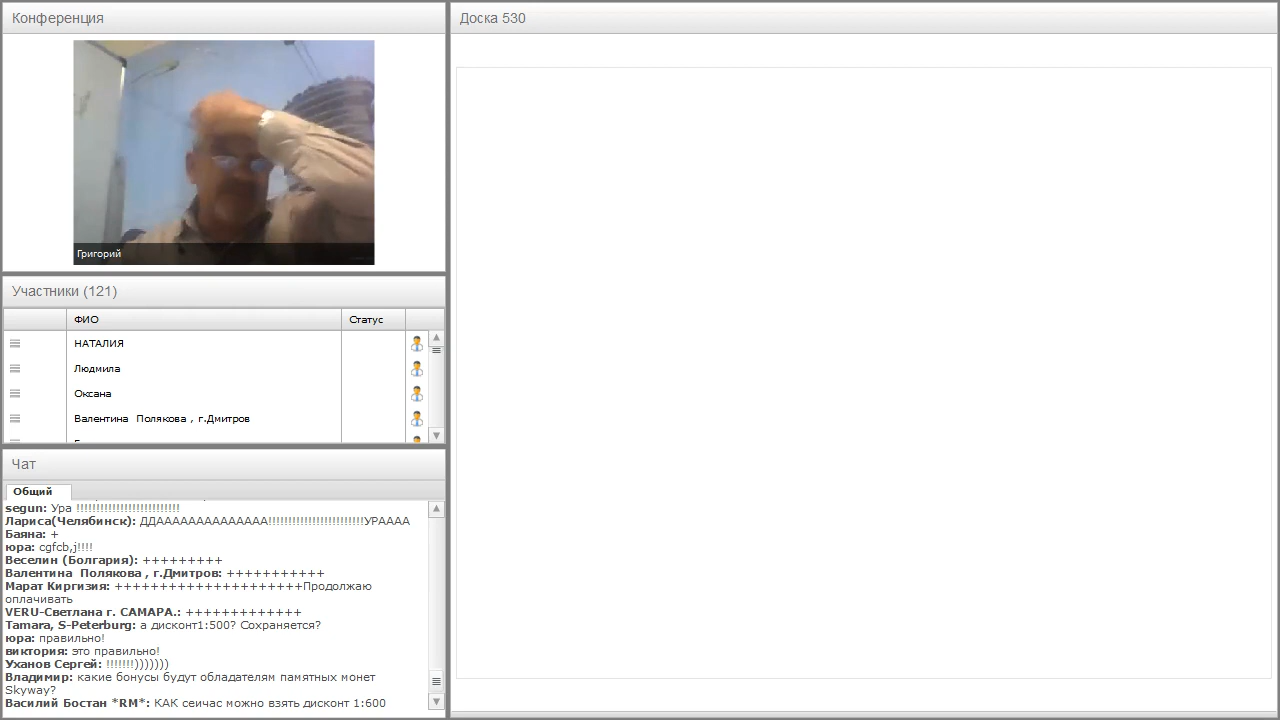 Конференция
Григорий
Участники (121)
ФИО Статус
НАТАЛИЯ
Людмила
Оксана
Валентина Полякова , г.Дмитров
Чат
Общий
segun: Ура !!!!!!!!!!!!!!!!!!!!!!!!!!
Лариса(Челябинск): ДДАААААААААААААА!!!!!!!!!!!!!!!!!!!!!!!!УРАААА
Баяна: +
юра: cgfcb,j!!!!
Веселин (Болгария): +++++++++
Валентина Полякова , г.Дмитров: +++++++++++
Марат Киргизия: +++++++++++++++++++++Продолжаю
оплачивать
VERU-Светлана г. САМАРА.: +++++++++++++
Tamara, S-Peterburg: а дисконт1:500? Сохраняется?
юра: правильно!
виктория: это правильно!
Уханов Сергей: !!!!!!!)))))))
Владимир: какие бонусы будут обладателям памятных монет
Skyway?
Василий Бостан *RM*: КАК сеичас можно взять дисконт 1:600
Доска 530